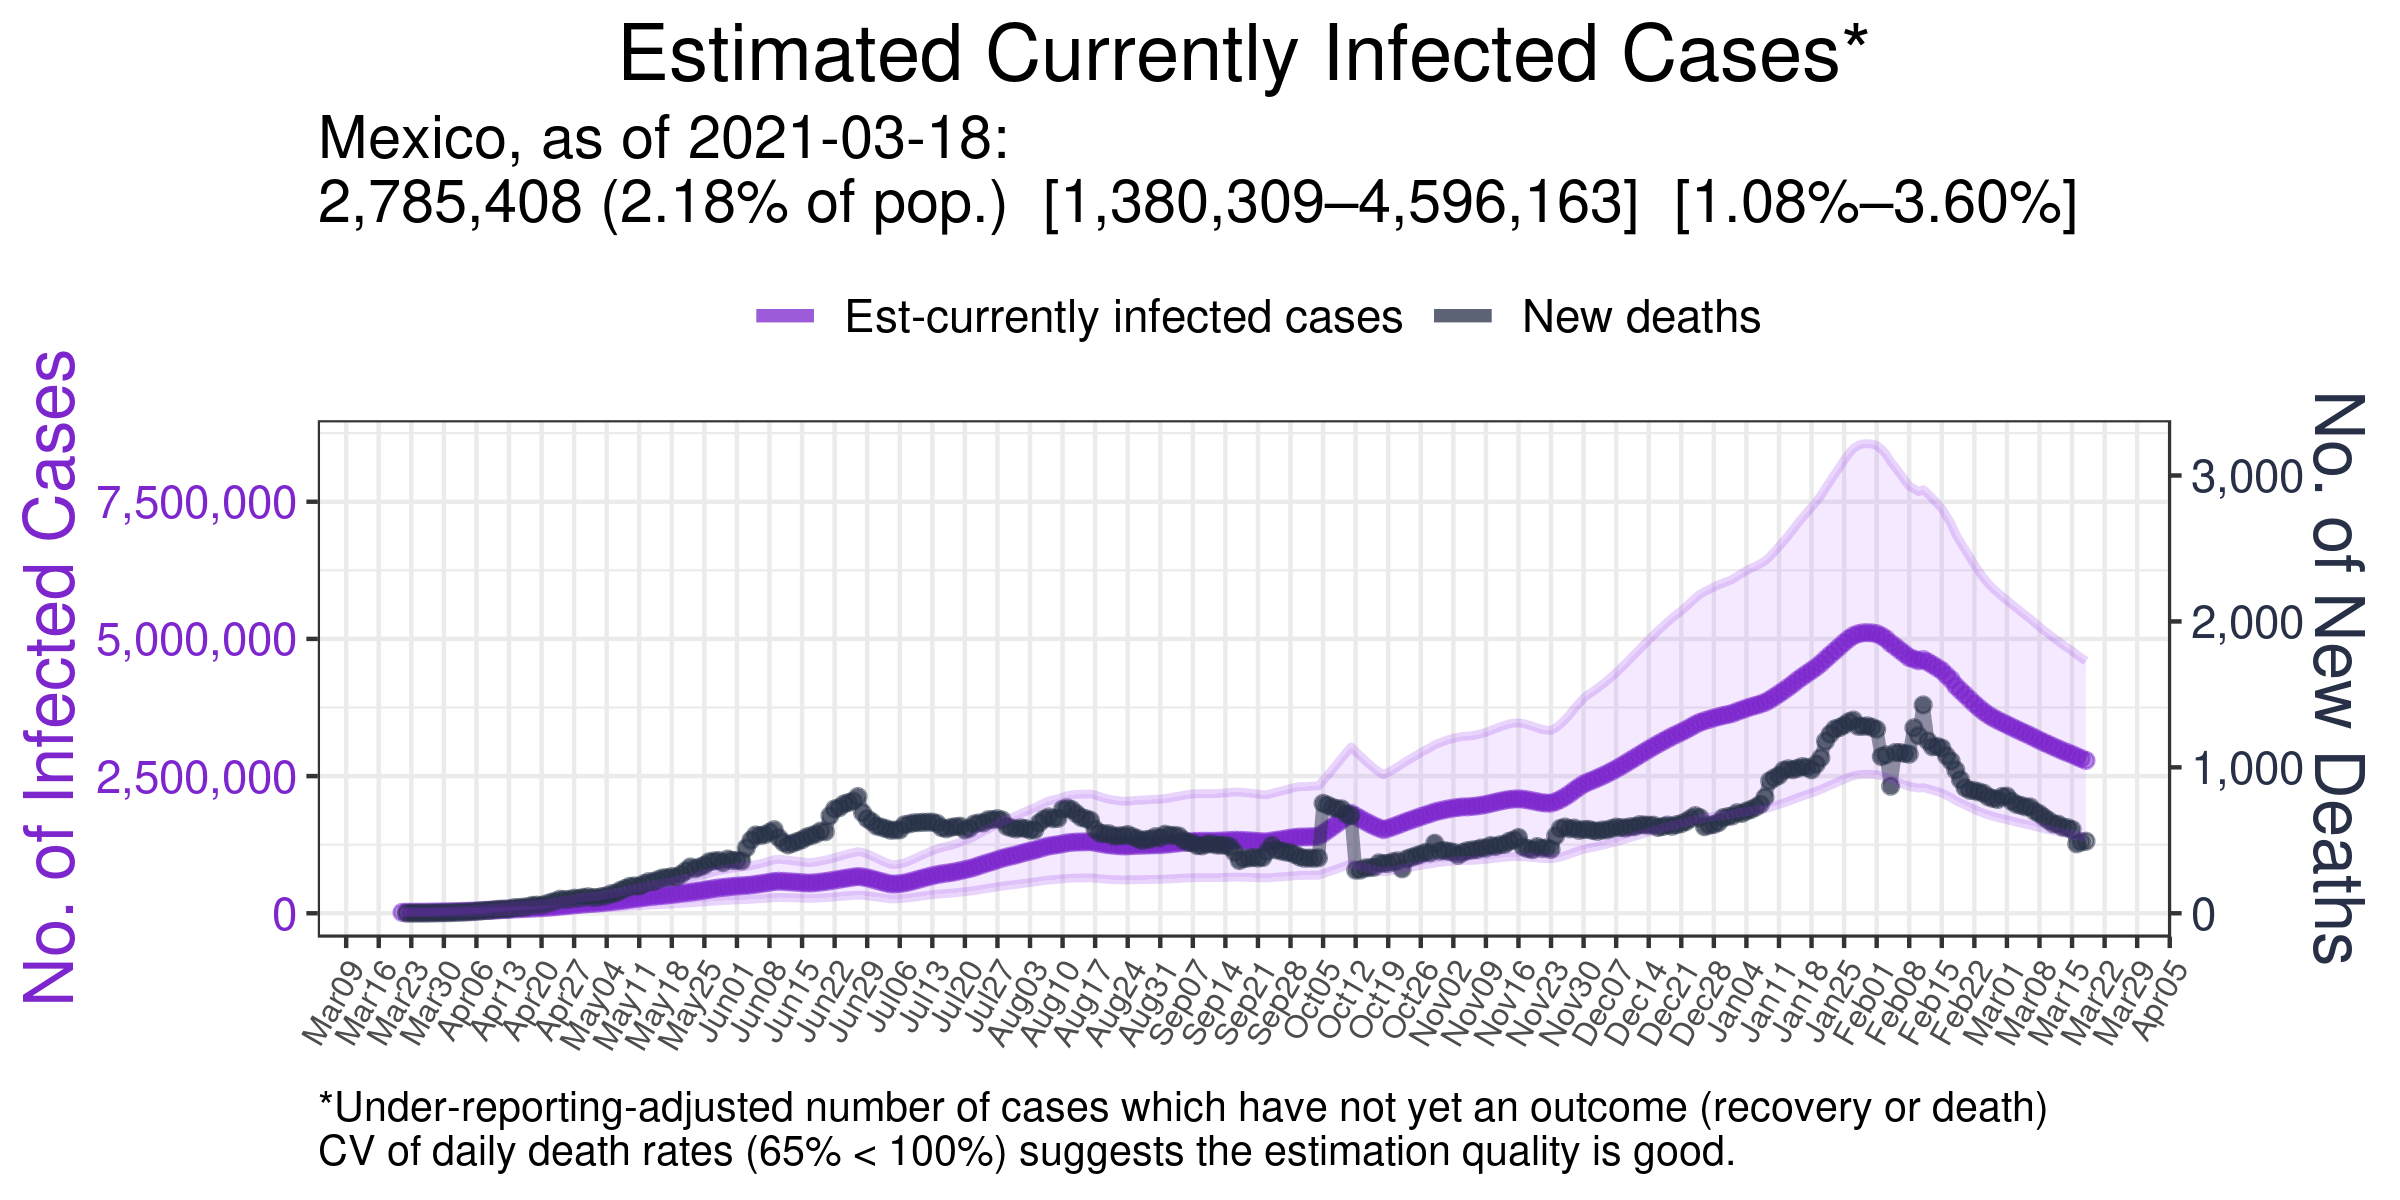 Estimated Currently Infected Cases*
Mexico, as of 2021-03-18:
2,785,408 (2.18% of pop.) [1,380,309–4,596,163] [1.08%–3.60%]
Est-currently infected cases New deaths
No. of Infected Cases
7,500,000
5,000,000
2,500,000
0
3,000
2,000
1,000
0
No. of New Deaths
Mar09 Mar16 Mar23 Mar30 Apr06 Apr13 Apr20 Apr27 May04 May11 May18 May25 Jun01 Jun08 Jun15 Jun22 Jun29 Jul06 Jul13 Jul20 Jul27 Aug03 Aug10 Aug17 Aug24 Aug31 Sep07 Sep14 Sep21 Sep28 Oct05 Oct12 Oct19 Oct26 Nov02 Nov09 Nov16 Nov23 Nov30 Dec07 Dec14 Dec21 Dec28 Jan04 Jan11 Jan18 Jan25 Feb01 Feb08 Feb15 Feb22 Mar01 Mar08 Mar15 Mar22 Mar29 Apr05
*Under-reporting-adjusted number of cases which have not yet an outcome (recovery or death)
CV of daily death rates (65% < 100%) suggests the estimation quality is good.